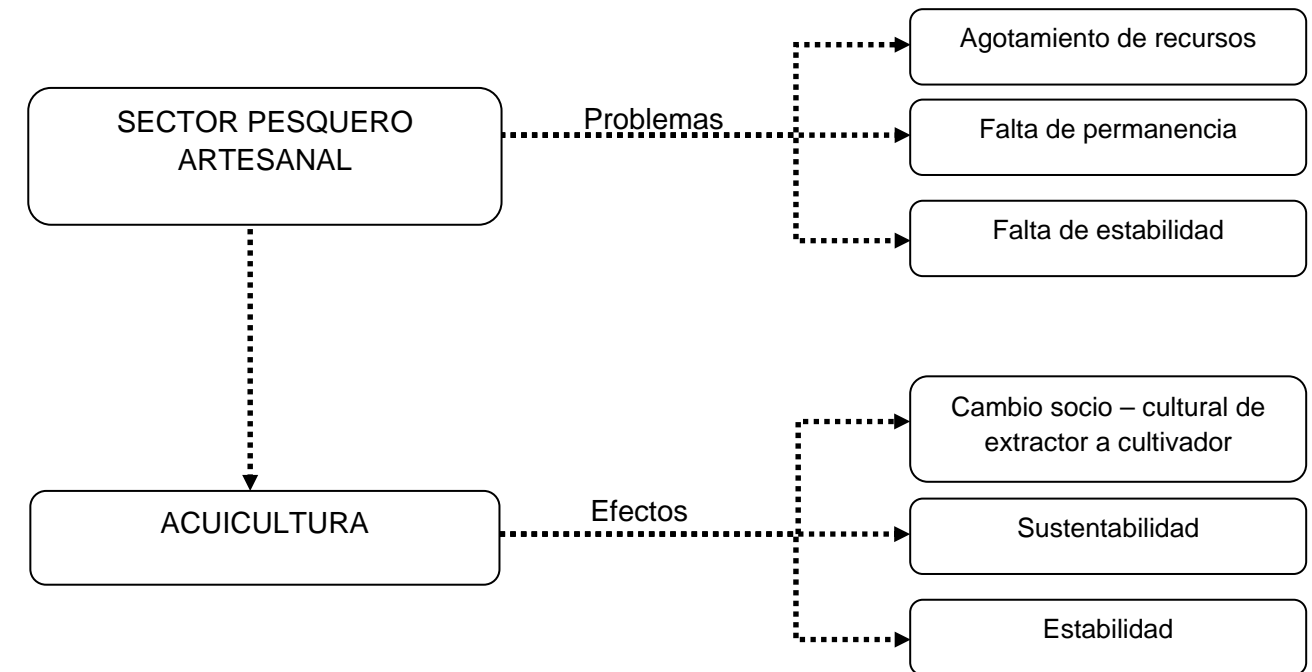 SECTOR PESQUERO
ARTESANAL
Problemas
Agotamiento de recursos
Falta de permanencia
Falta de estabilidad
ACUICULTURA
Efectos
Cambio socio – cultural de
extractor a cultivador
Sustentabilidad
Estabilidad